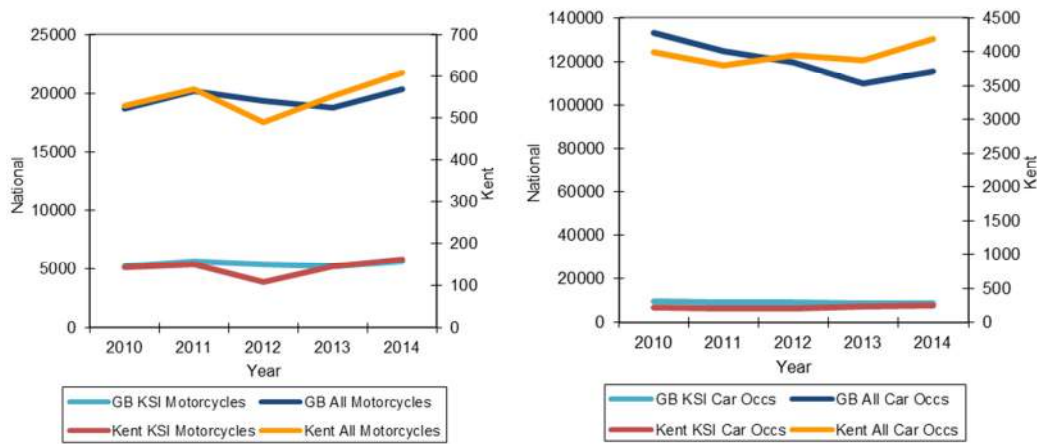 25000
20000
15000
10000
5000
0
National
700
600
500
400
300
200
100
0
Kent
2010 2011 2012 2013 2014
Year
GB KSI Motorcycles GB All Motorcycles
Kent KSI Motorcycles Kent All Motorcycles
140000
120000
100000
80000
60000
40000
20000
0
National
4500
4000
3500
3000
2500
2000
1500
1000
500
0
Kent
2010 2011 2012 2013 2014
Year
GB KSI Car Occs GB All Car Occs
Kent KSI Car Occs Kent All Car Occs